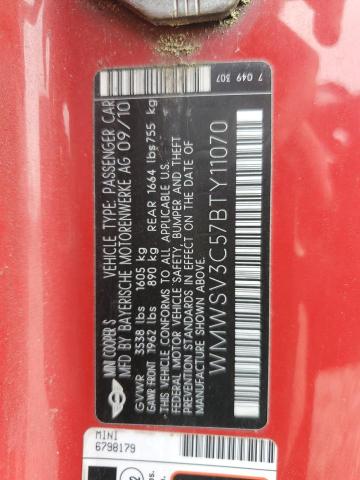 MINI COOPER S VEHICLE TYPE: PASSENGER CAR
MFD BY BAYERISCHE MOTORENWERKE AG 09/10
GVWR 3538 lbs 1605 kg
GAWR FRONT 1962 lbs 890 kg REAR 1664 lbs 755 kg
THIS VEHICLE CONFORMS TO ALL APPLICABLE U.S.
FEDERAL MOTOR VEHICLE SAFETY, BUMPER AND THEFT
PREVENTION STANDARDS IN EFFECT ON THE DATE OF
MANUFACTURE SHOWN ABOVE.
WMWSV3C57BTY11070
7 049 307
MINI
6798179